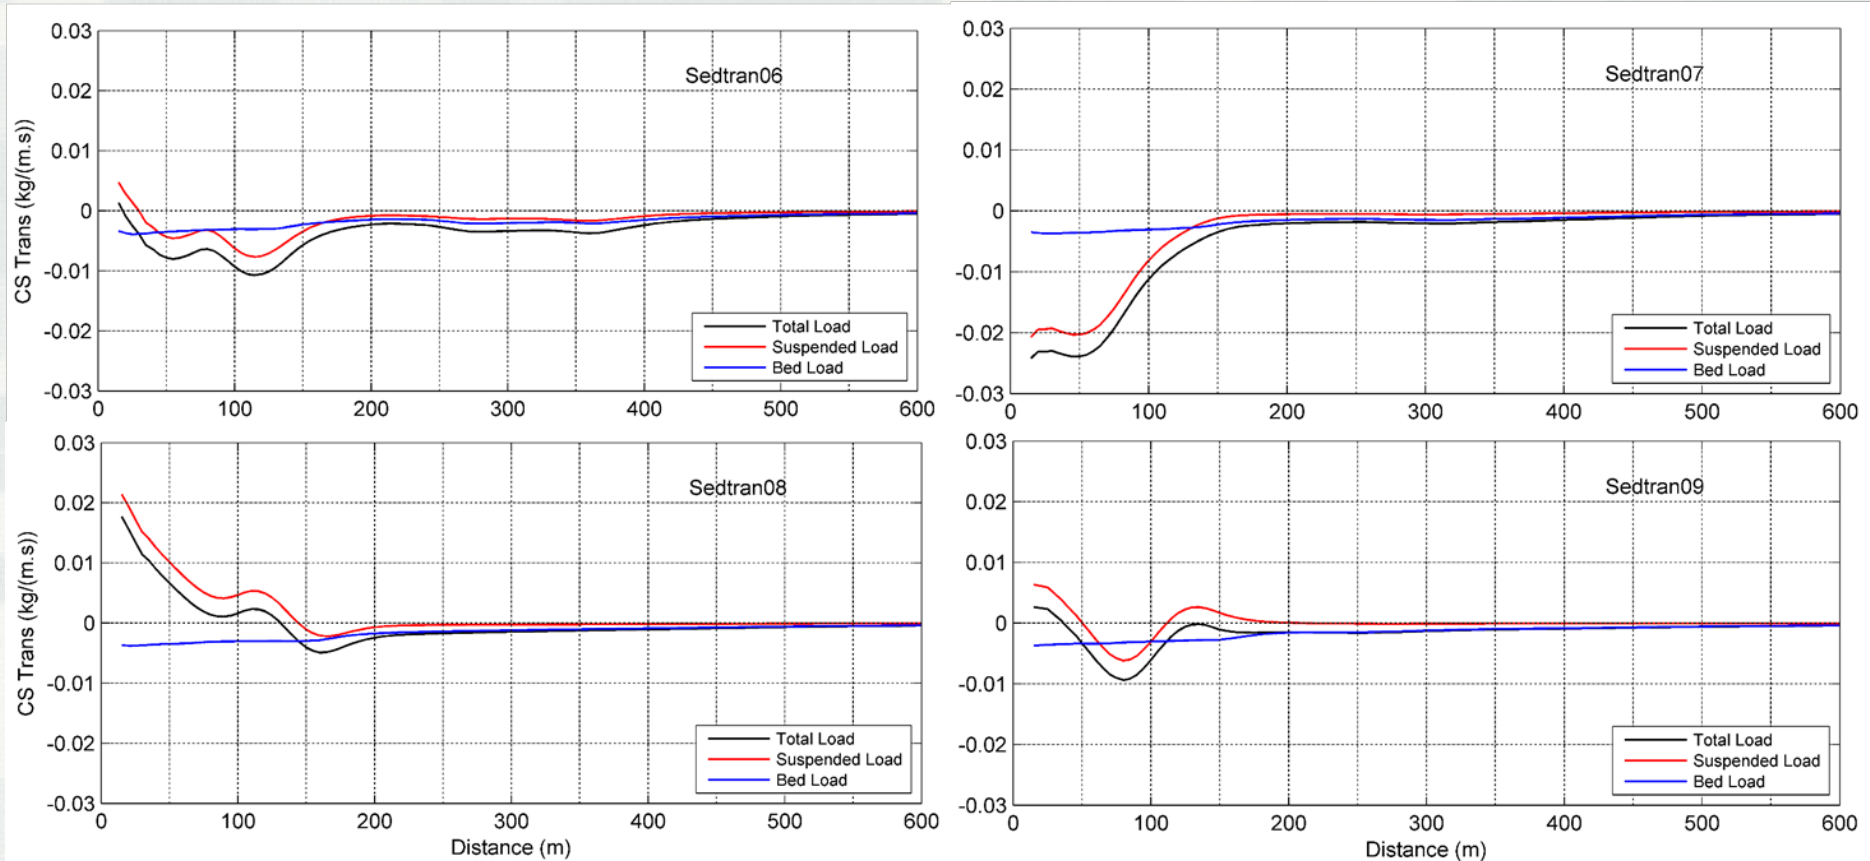 Sedtran06
CS Trans (kg/(m.s))
0.03
0.02
0.01
0
-0.01
-0.02
-0.03
Total Load
Suspended Load
Bed Load
0 100 200 300 400 500 600
Sedtran07
0.03
0.02
0.01
0
-0.01
-0.02
-0.03
Total Load
Suspended Load
Bed Load
0 100 200 300 400 500 600
Sedtran08
CS Trans (kg/(m.s))
0.03
0.02
0.01
0
-0.01
-0.02
-0.03
Total Load
Suspended Load
Bed Load
0 100 200 300 400 500 600
Distance (m)
Sedtran09
0.03
0.02
0.01
0
-0.01
-0.02
-0.03
Total Load
Suspended Load
Bed Load
0 100 200 300 400 500 600
Distance (m)